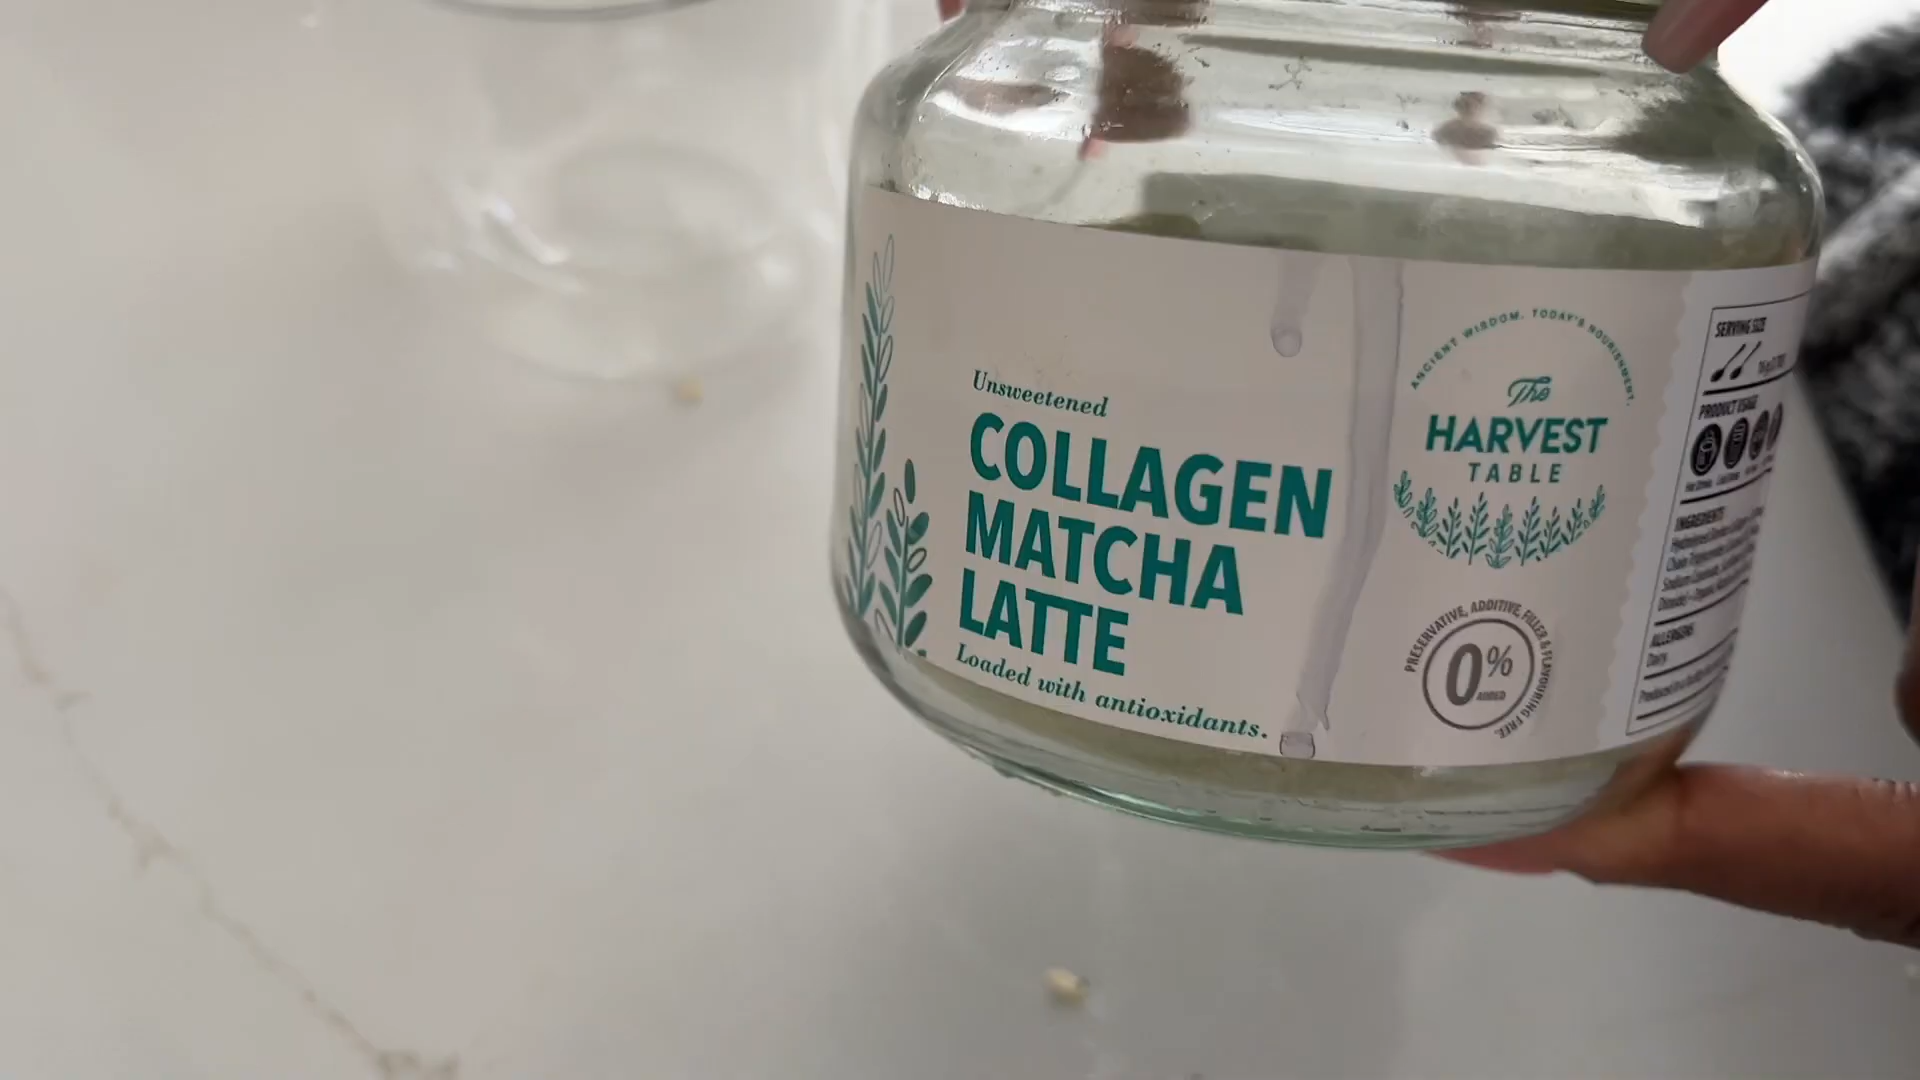 Unsweetened
COLLAGEN
MATCHA
LATTE
Loaded with antioxidants.
ANCIENT WISDOM. TODAY'S NOURISHMENT.
The
HARVEST
TABLE
PRESERVATIVE, ADDITIVE, FILLER & FLAVOURING FREE.
0%
ADDED
SERVING SIZE
PRODUCT USAGE
INGREDIENTS
ALLERGENS
Dairy